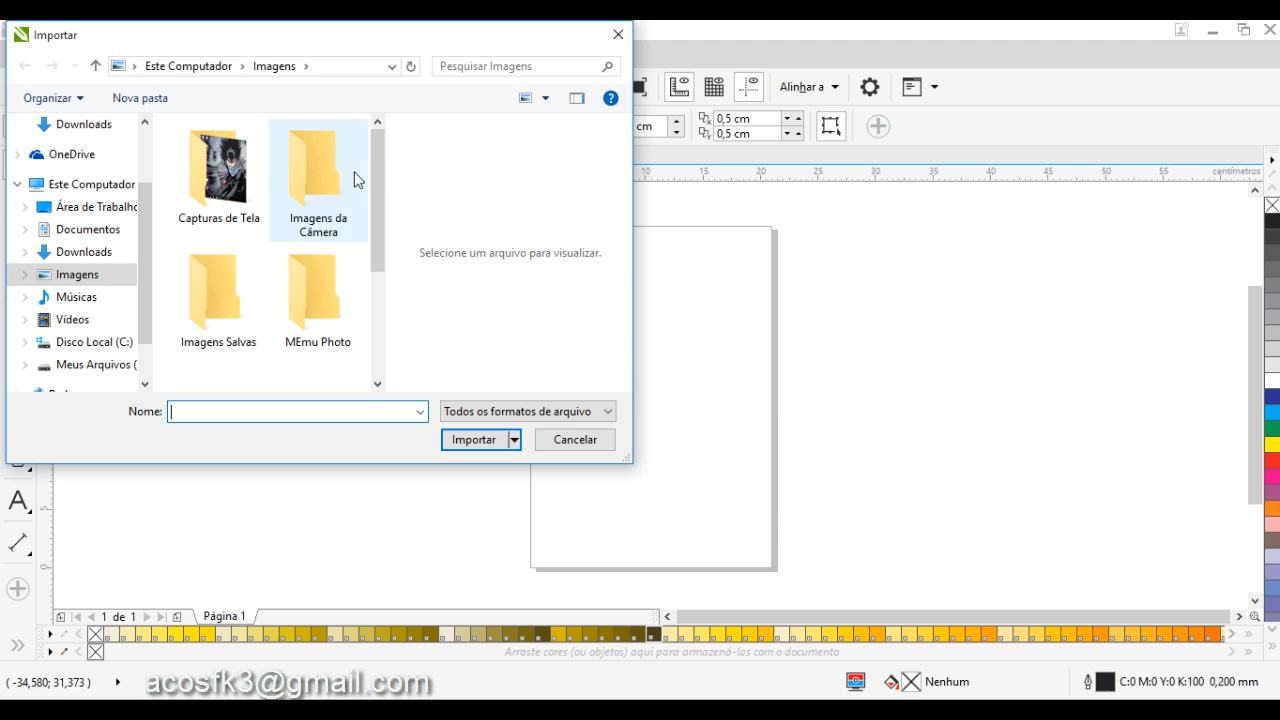 Importar
Este Computador > Imagens >
Pesquisar Imagens
Organizar
Nova pasta
Alinhar a
Downloads
OneDrive
Este Computador
Área de Trabalho
Documentos
Downloads
Imagens
Músicas
Vídeos
Disco Local (C:)
Meus Arquivos (
Capturas de Tela
Imagens da
Câmera
Imagens Salvas
MEmu Photo
Selecione um arquivo para visualizar.
Nome:
Todos os formatos de arquivo
Importar
Cancelar
cm
0,5 cm
0,5 cm
10 15 20 25 30 35 40 45 50 55 centímetros
5
0
1 de 1
Página 1
Arraste cores (ou objetos) aqui para armazená-las com o documento
( -34,580; 31,373 )
acosfk3@gmail.com
Nenhum
C:0 M:0 Y:0 K:100 0,200 mm